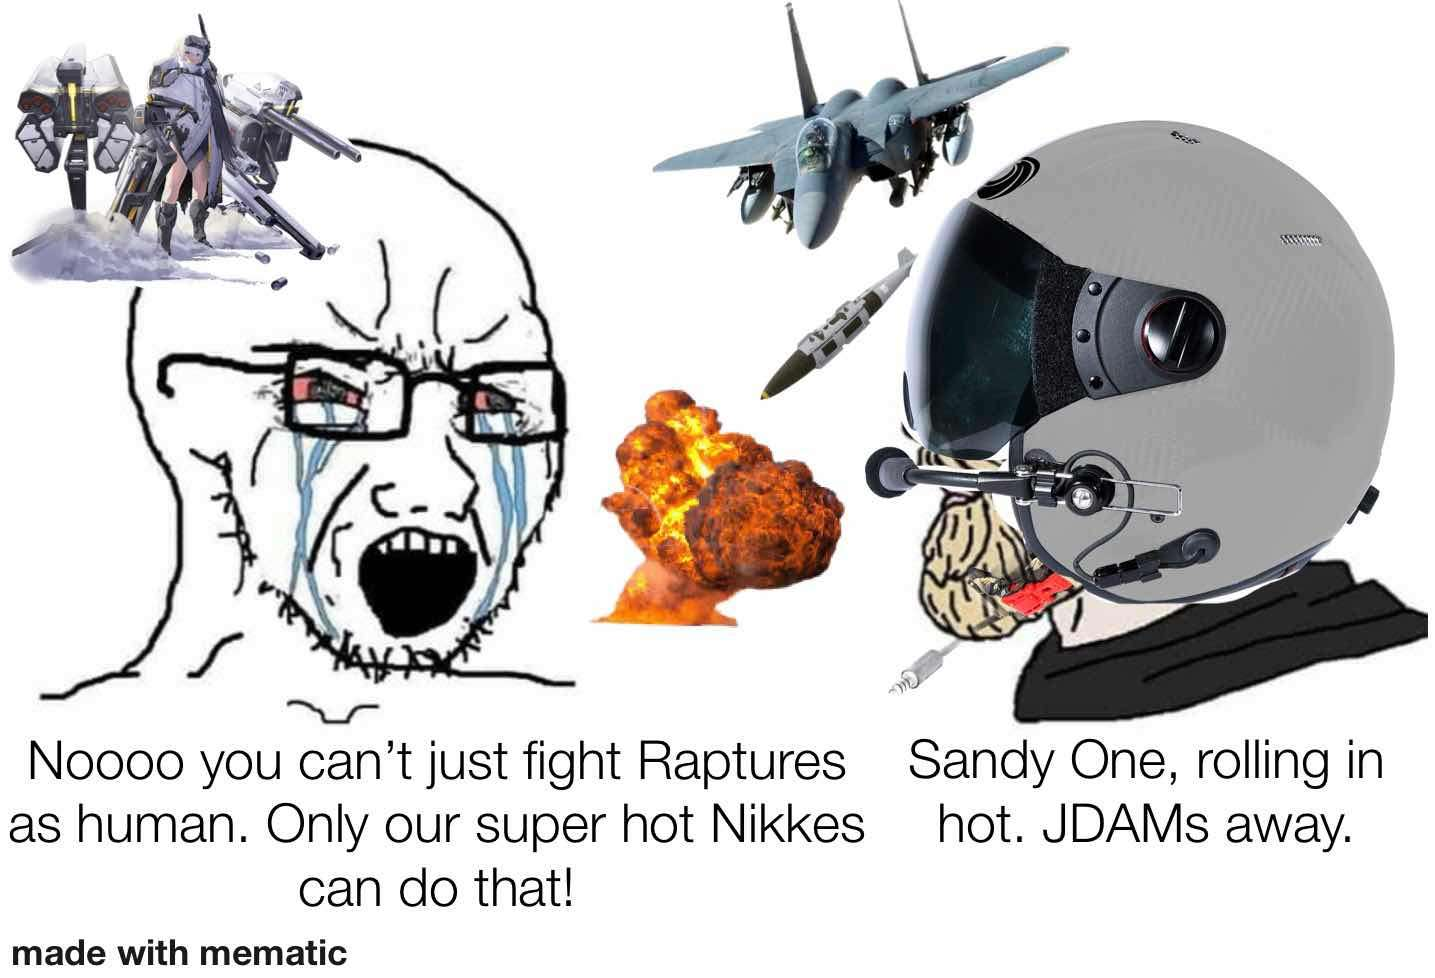 Noooo you can’t just fight Raptures
as human. Only our super hot Nikkes
can do that!
Sandy One, rolling in
hot. JDAMs away.
made with mematic